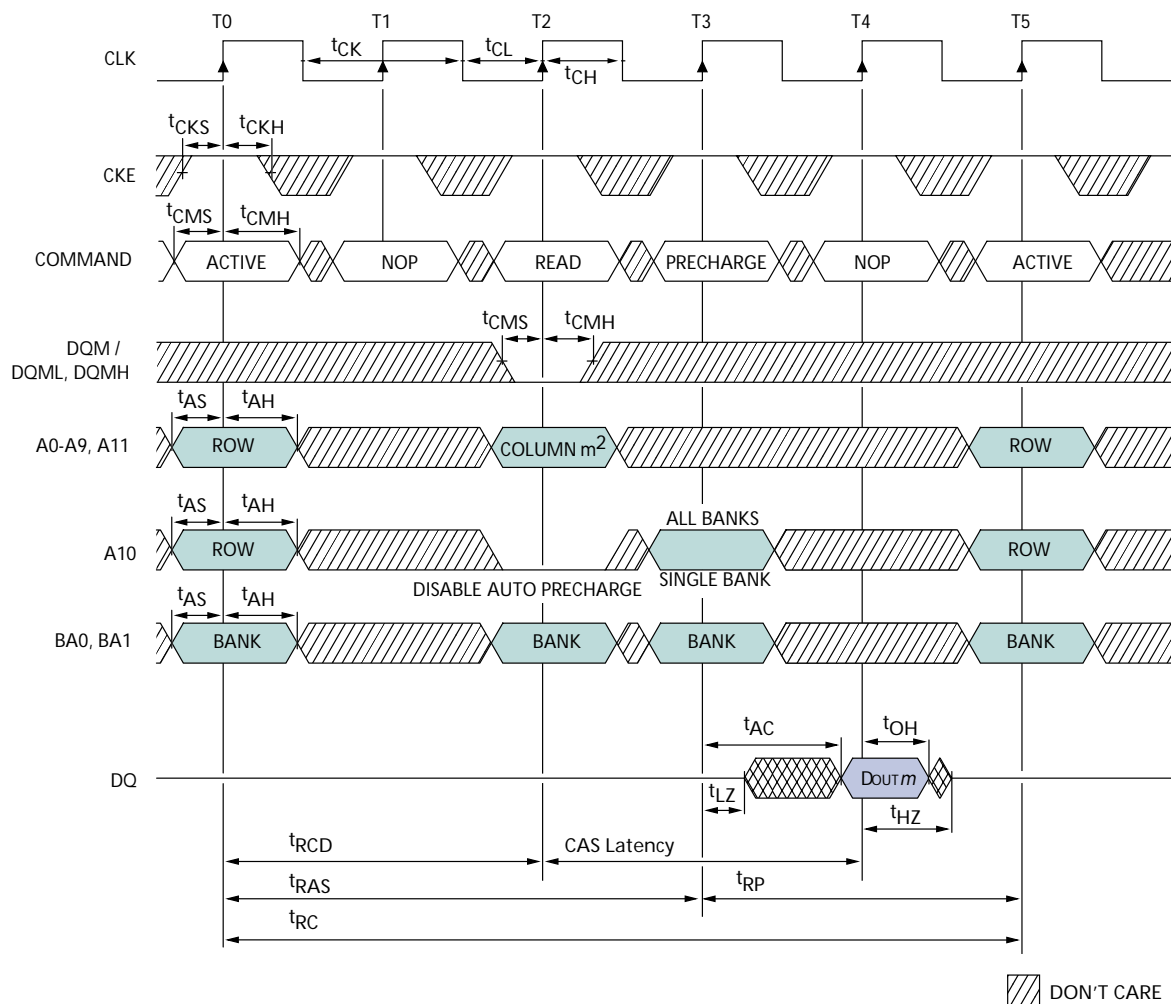 T0 T1 T2 T3 T4 T5
CLK tCK tCL tCH
tCKS tCKH
CKE
tCMS tCMH
COMMAND ACTIVE NOP READ PRECHARGE NOP ACTIVE
tCMS tCMH
DQM /
DQML, DQMH
tAS tAH
A0-A9, A11 ROW COLUMN m² ROW
tAS tAH ALL BANKS
A10 ROW ROW
DISABLE AUTO PRECHARGE SINGLE BANK
tAS tAH
BA0, BA1 BANK BANK BANK BANK
tAC tOH
DQ DOUT m
tLZ tHZ
tRCD CAS Latency
tRAS tRP
tRC
DON'T CARE